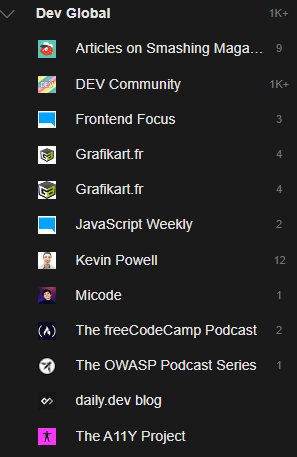 Dev Global 1K+
Articles on Smashing Maga… 9
DEV Community 1K+
Frontend Focus 3
Grafikart.fr 4
Grafikart.fr 4
JavaScript Weekly 2
Kevin Powell 12
Micode 1
The freeCodeCamp Podcast 2
The OWASP Podcast Series 1
daily.dev blog
The A11Y Project